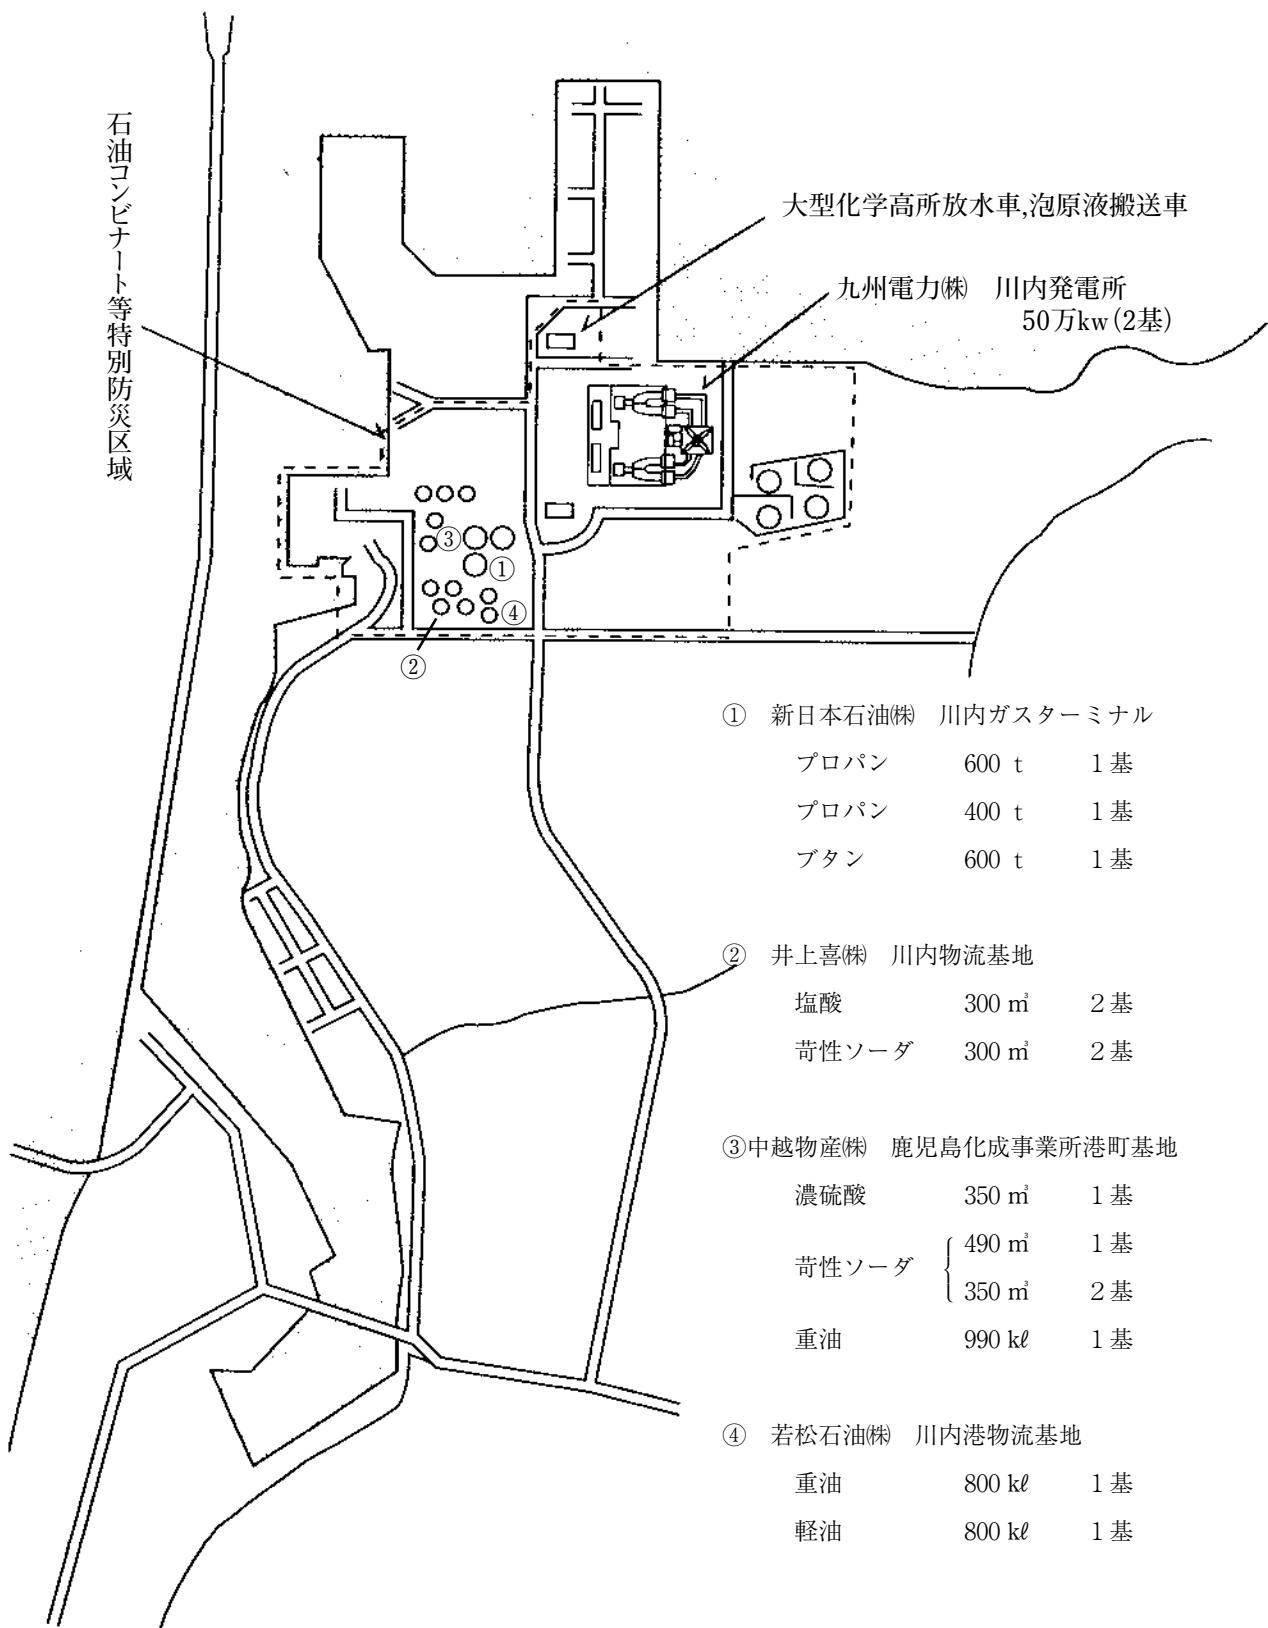 石油コンビナート等特別防災区域
大型化学高所放水車,泡原液搬送車
九州電力㈱　川内発電所
50万kw(2基)
③
①
④
②
①　新日本石油㈱　川内ガスターミナル
プロパン　600 t　1基
プロパン　400 t　1基
ブタン　600 t　1基
②　井上喜㈱　川内物流基地
塩酸　300 ㎥　2基
苛性ソーダ　300 ㎥　2基
③中越物産㈱　鹿児島化成事業所港町基地
濃硫酸　350 ㎥　1基
苛性ソーダ　490 ㎥　1基
350 ㎥　2基
重油　990 kℓ　1基
④　若松石油㈱　川内港物流基地
重油　800 kℓ　1基
軽油　800 kℓ　1基